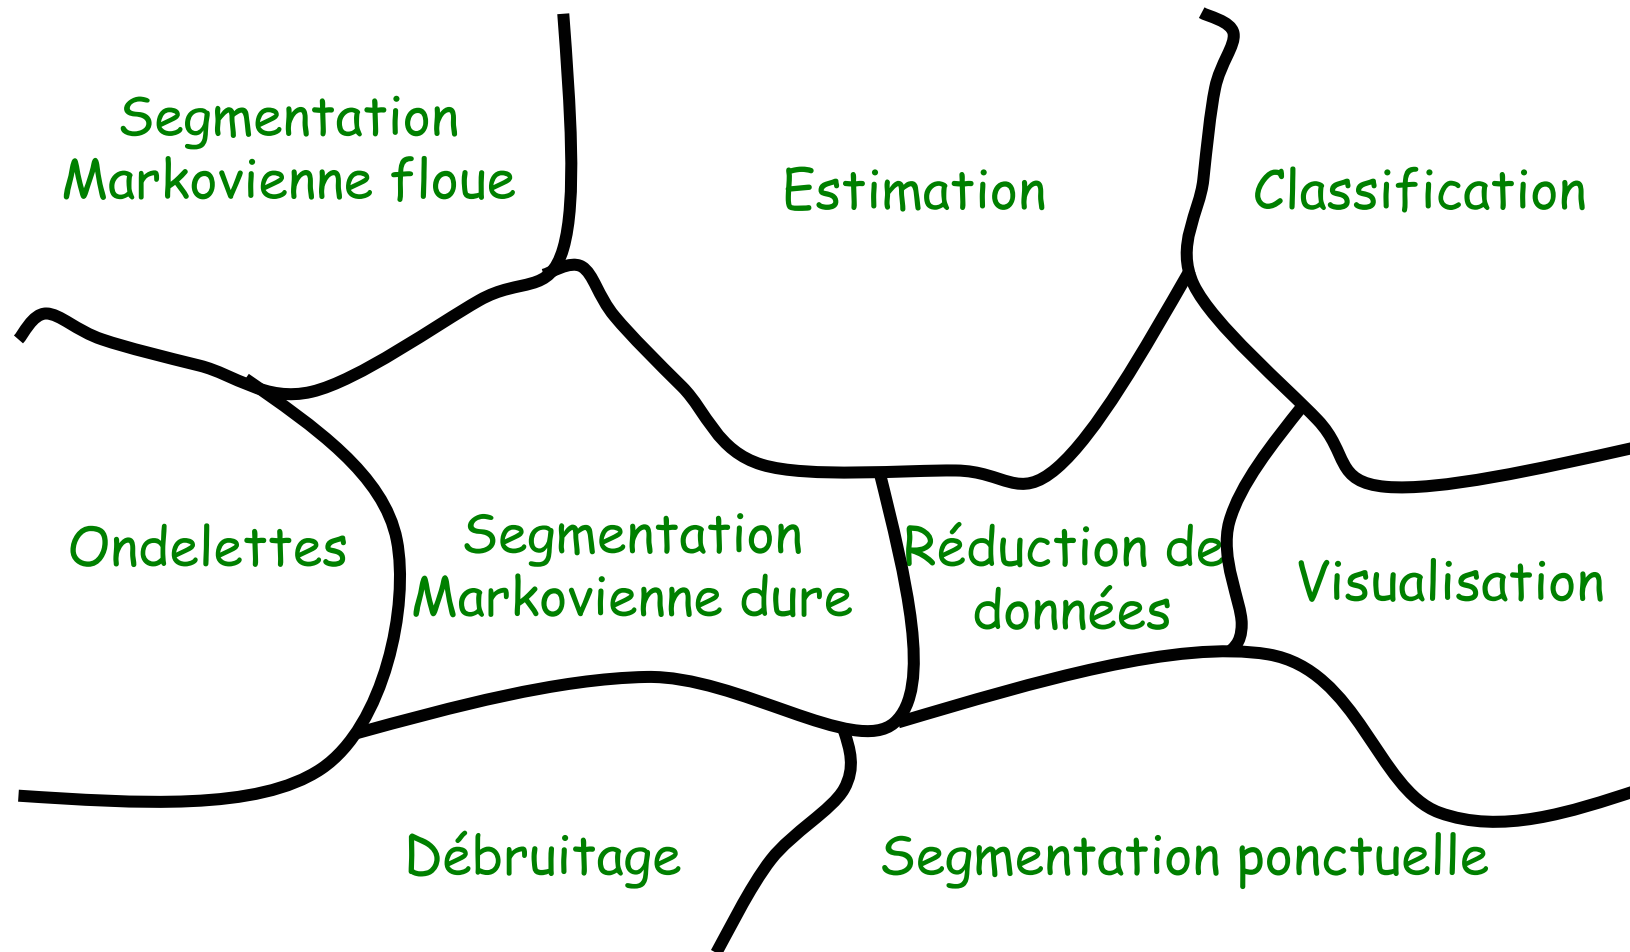 Segmentation
Markovienne floue
Estimation
Classification
Ondelettes
Segmentation
Markovienne dure
Réduction de
données
Visualisation
Débruitage
Segmentation ponctuelle